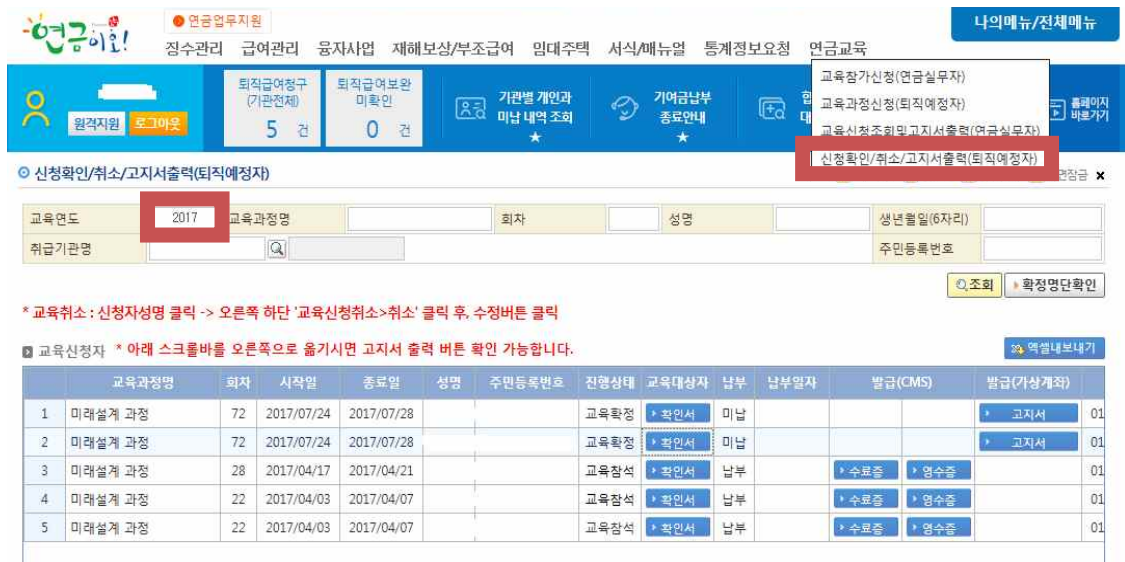 연금이호!
연금업무지원
나의메뉴/전체메뉴
징수관리 급여관리 융자사업 재해보상/부조급여 임대주택 서식/매뉴얼 통계정보요청 연금교육
원격지원 로그아웃
퇴직급여청구
(기관전체)
5 건
퇴직급여보완
미확인
0 건
기관별 개인과
미납 내역 조회
★
기여금납부
종료안내
★
홈페이지
바로가기
교육참가신청(연금실무자)
교육과정신청(퇴직예정자)
교육신청조회및고지서출력(연금실무자)
신청확인/취소/고지서출력(퇴직예정자)
신청확인/취소/고지서출력(퇴직예정자)
면잠금 ×
교육연도 2017 교육과정명 회차 성명 생년월일(6자리)
취급기관명 주민등록번호
조회 확정명단확인
* 교육취소 : 신청자성명 클릭 -> 오른쪽 하단 '교육신청취소>취소' 클릭 후, 수정버튼 클릭
교육신청자 * 아래 스크롤바를 오른쪽으로 옮기시면 고지서 출력 버튼 확인 가능합니다.
엑셀내보내기
교육과정명 회차 시작일 종료일 성명 주민등록번호 진행상태 교육대상자 납부 납부일자 발급(CMS) 발급(가상계좌)
1 미래설계 과정 72 2017/07/24 2017/07/28 교육확정 확인서 미납 고지서 01
2 미래설계 과정 72 2017/07/24 2017/07/28 교육확정 확인서 미납 고지서 01
3 미래설계 과정 28 2017/04/17 2017/04/21 교육참석 확인서 납부 수료증 영수증 01
4 미래설계 과정 22 2017/04/03 2017/04/07 교육참석 확인서 납부 수료증 영수증 01
5 미래설계 과정 22 2017/04/03 2017/04/07 교육참석 확인서 납부 수료증 영수증 01